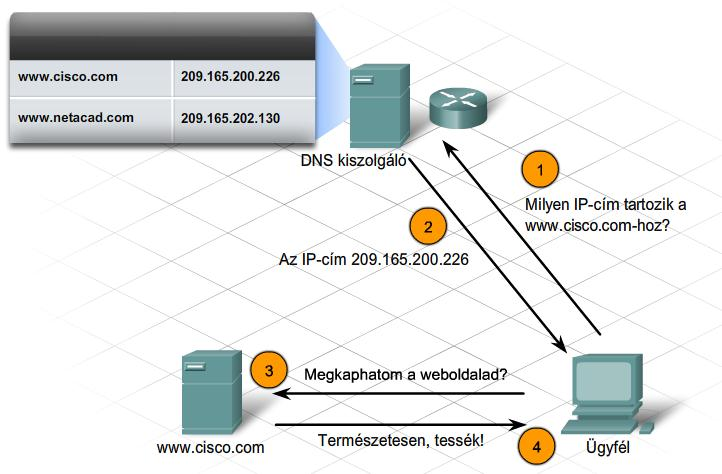 www.cisco.com 209.165.200.226
www.netacad.com 209.165.202.130
DNS kiszolgáló
1
Milyen IP-cím tartozik a
www.cisco.com-hoz?
2
Az IP-cím 209.165.200.226
3
Megkaphatom a weboldalad?
www.cisco.com
Természetesen, tessék!
4
Ügyfél